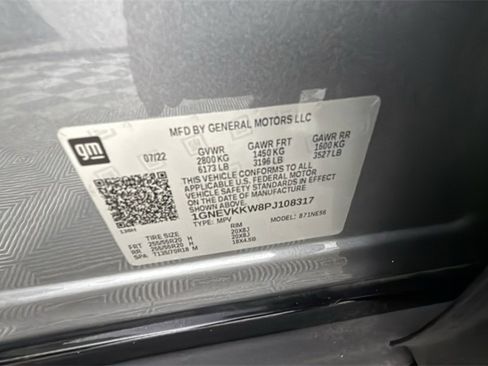 gm
MFD BY GENERAL MOTORS LLC
07/22 GVWR GAWR FRT GAWR RR
2800 KG 1450 KG 1600 KG
6173 LB 3196 LB 3527 LB
THIS VEHICLE CONFORMS TO ALL
APPLICABLE U.S. FEDERAL MOTOR
VEHICLE SAFETY STANDARDS IN
EFFECT ON THE DATE OF
MANUFACTURE SHOWN ABOVE.
1GNEVKKW8PJ108317
TYPE: MPV MODEL: 871NE56
TIRE SIZE RIM
FRT 255/55R20 H 20X8J
RR 255/55R20 H 20X8J
SPA T135/70R18 M 18X4.5B